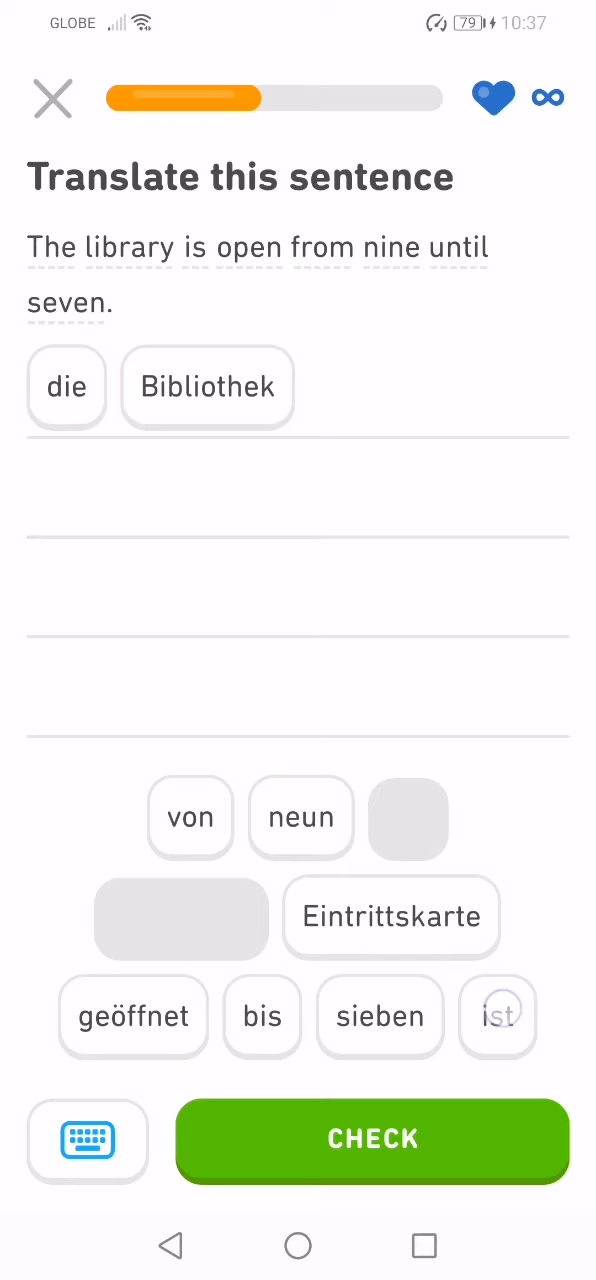 GLOBE 79 10:37
Translate this sentence
The library is open from nine until
seven.
die Bibliothek
von neun
Eintrittskarte
geöffnet bis sieben ist
CHECK